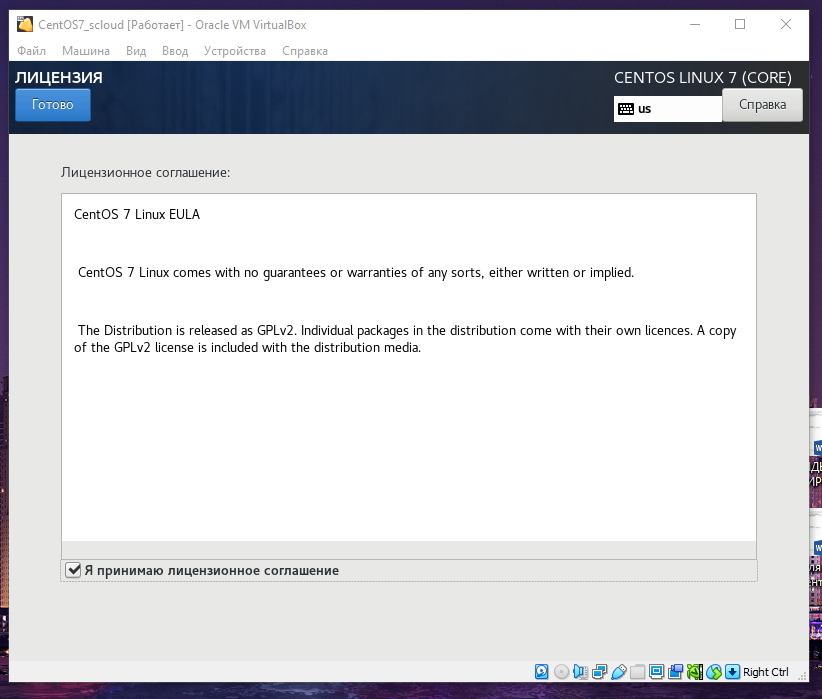 CentOS7_scloud [Работает] - Oracle VM VirtualBox
Файл Машина Вид Ввод Устройства Справка
ЛИЦЕНЗИЯ
CENTOS LINUX 7 (CORE)
Готово
us
Справка
Лицензионное соглашение:
CentOS 7 Linux EULA
CentOS 7 Linux comes with no guarantees or warranties of any sorts, either written or implied.
The Distribution is released as GPLv2. Individual packages in the distribution come with their own licences. A copy
of the GPLv2 license is included with the distribution media.
Я принимаю лицензионное соглашение
Right Ctrl